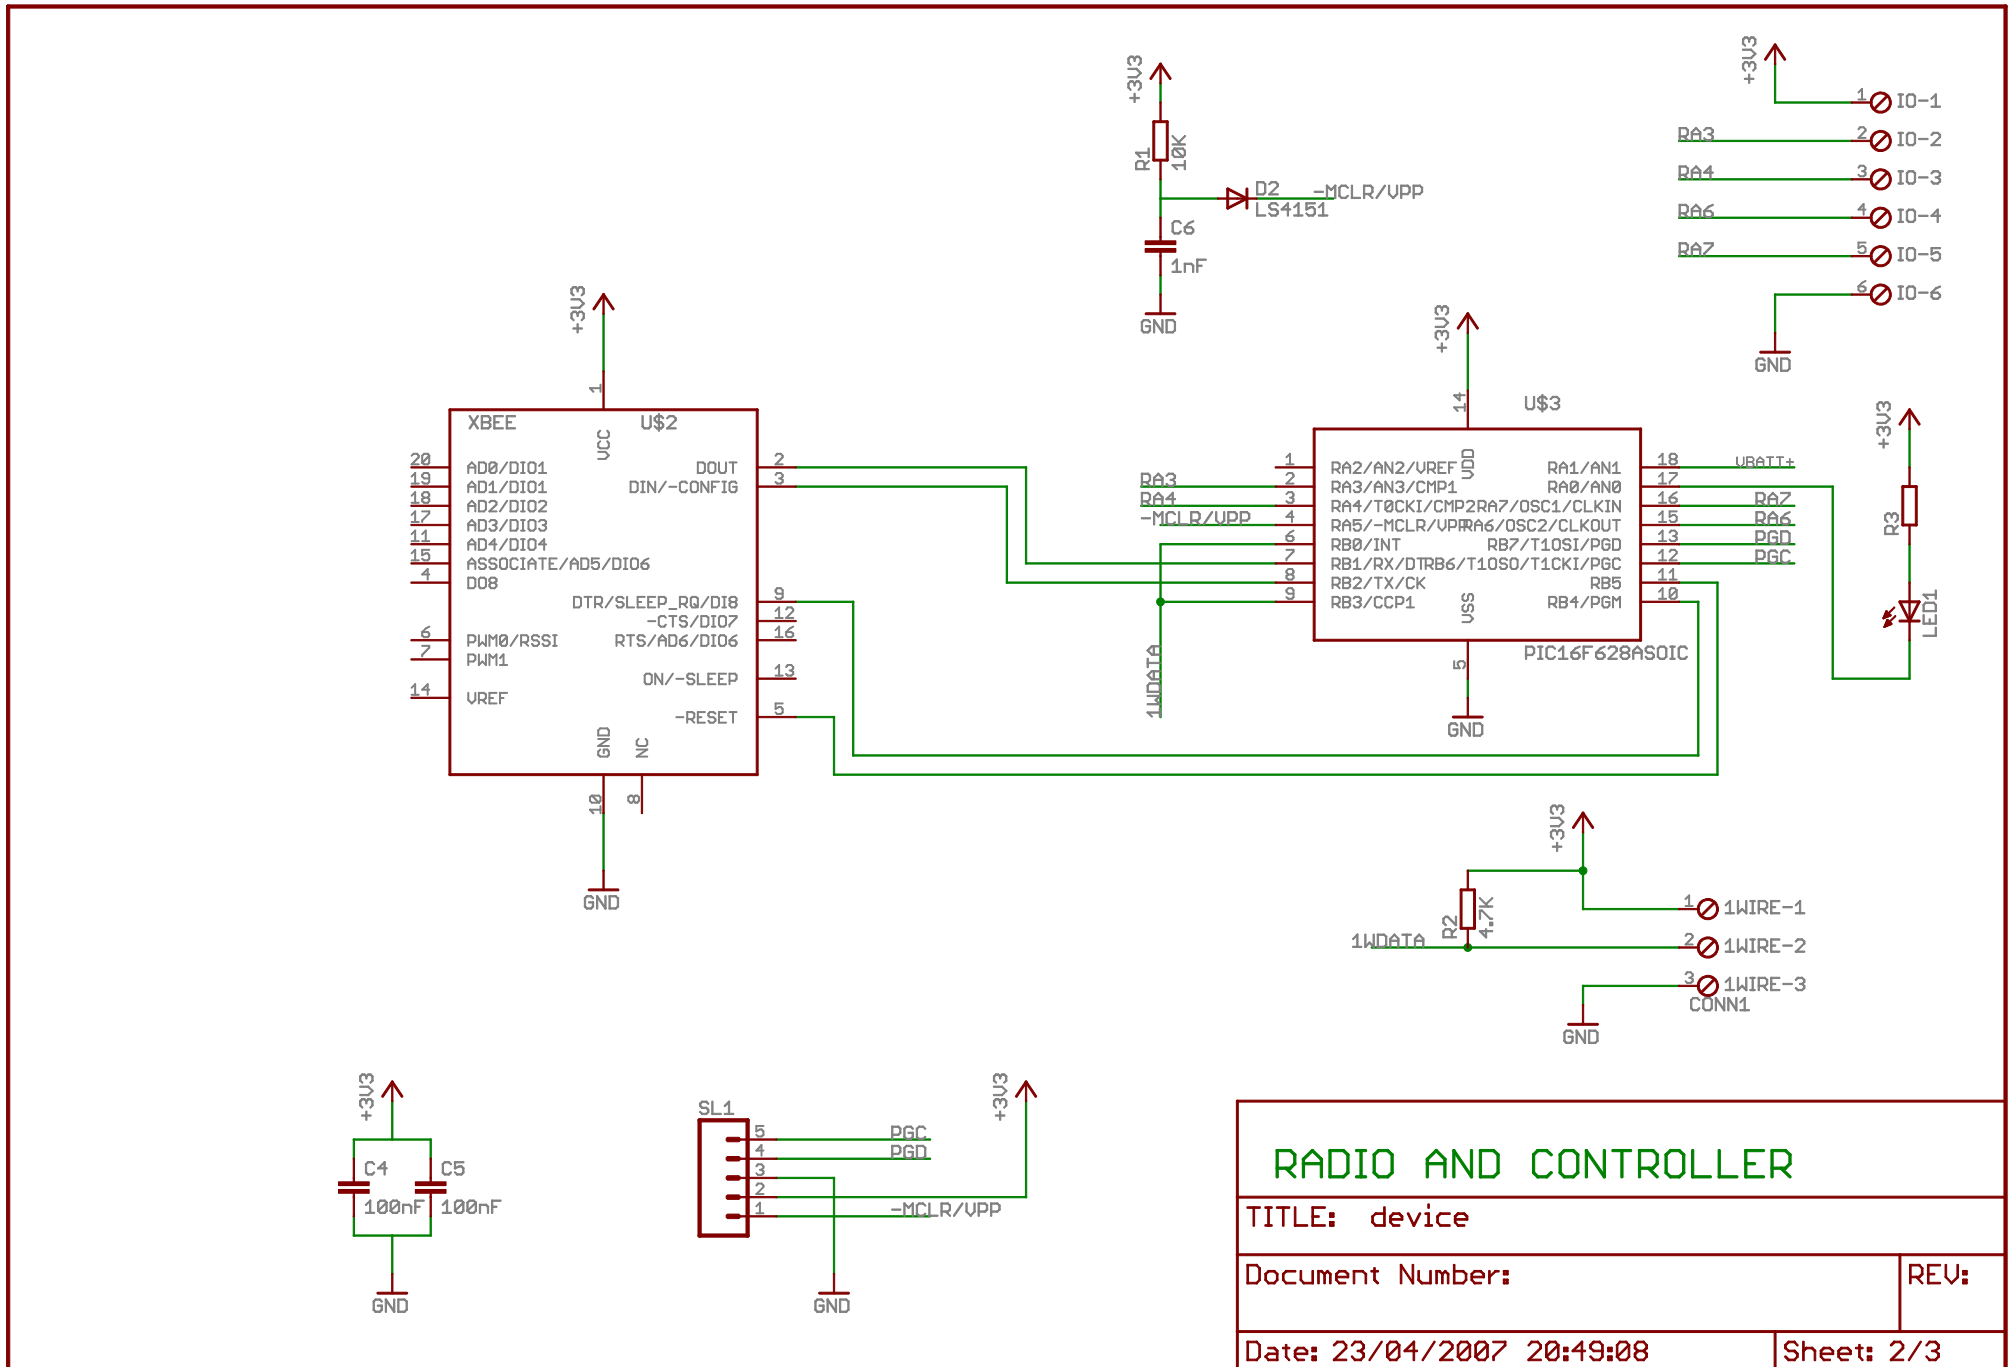 +3V3
R1
10K
D2
LS4151
-MCLR/VPP
C6
1nF
GND
+3V3
1 IO-1
RA3 2 IO-2
RA4 3 IO-3
RA6 4 IO-4
RA7 5 IO-5
6 IO-6
GND
+3V3
1
XBEE U$2
VCC
20 AD0/DIO1 DOUT 2
19 AD1/DIO1 DIN/-CONFIG 3
18 AD2/DIO2
17 AD3/DIO3
11 AD4/DIO4
15 ASSOCIATE/AD5/DIO6
4 DO8
DTR/SLEEP_RQ/DI8 9
-CTS/DIO7 12
6 PWM0/RSSI RTS/AD6/DIO6 16
7 PWM1
ON/-SLEEP 13
14 VREF
-RESET 5
GND NC
10 8
GND
+3V3
14
U$3
VDD
1 RA2/AN2/VREF RA1/AN1 18 VBATT+
RA3 2 RA3/AN3/CMP1 RA0/AN0 17
RA4 3 RA4/T0CKI/CMP2 RA7/OSC1/CLKIN 16 RA7
-MCLR/VPP 4 RA5/-MCLR/VPP RA6/OSC2/CLKOUT 15 RA6
6 RB0/INT RB7/T1OSI/PGD 13 PGD
7 RB1/RX/DT RB6/T1OSO/T1CKI/PGC 12 PGC
8 RB2/TX/CK RB5 11
9 RB3/CCP1 RB4/PGM 10
VSS
5
PIC16F628ASOIC
GND
1WDATA
+3V3
R3
LED1
+3V3
R2
4.7K
1WDATA
1 1WIRE-1
2 1WIRE-2
3 1WIRE-3
CONN1
GND
+3V3
C4
100nF
C5
100nF
GND
SL1
+3V3
5 PGC
4 PGD
3
2
1 -MCLR/VPP
GND
RADIO AND CONTROLLER
TITLE: device
Document Number:
REV:
Date: 23/04/2007 20:49:08
Sheet: 2/3